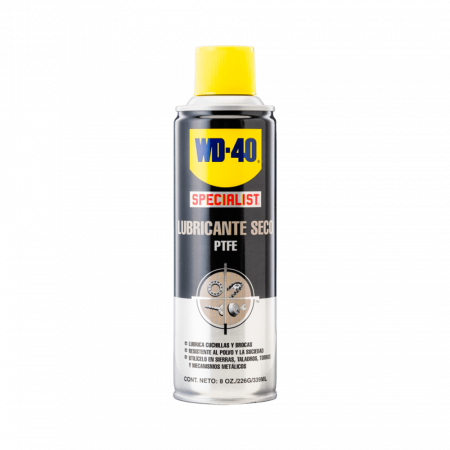 WD-40
SPECIALIST
LUBRICANTE SECO
PTFE
LUBRICA CUCHILLAS Y BROCAS
RESISTENTE AL POLVO Y LA SUCIEDAD
UTILÍCELO EN SIERRAS, TALADROS, TORNOS
Y MECANISMOS METÁLICOS
CONT. NETO: 8 OZ./226G/339ML